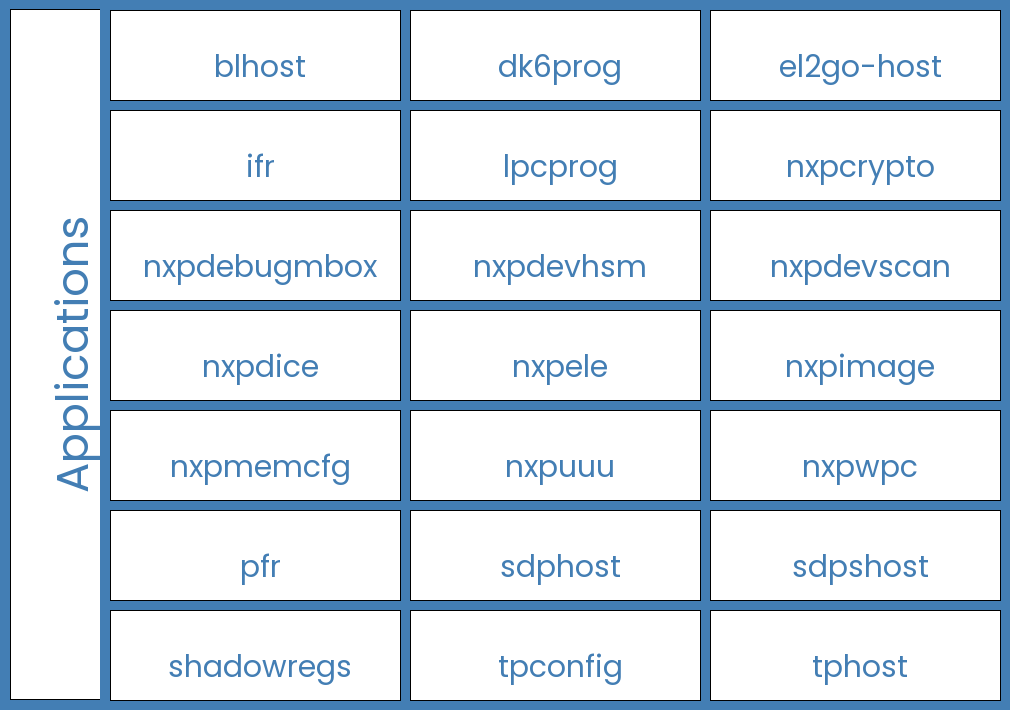 Applications
blhost
dk6prog
el2go-host
ifr
lpcprog
nxpcrypto
nxpdebugmbox
nxpdevhsm
nxpdevscan
nxpdice
nxpele
nxpimage
nxpmemcfg
nxpuuu
nxpwpc
pfr
sdphost
sdpshost
shadowregs
tpconfig
tphost